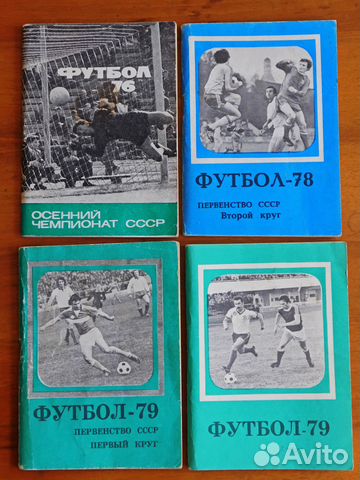 ФУТБОЛ
76
ОСЕННИЙ
ЧЕМПИОНАТ СССР
ФУТБОЛ-78
ПЕРВЕНСТВО СССР
Второй круг
ФУТБОЛ-79
ПЕРВЕНСТВО СССР
ПЕРВЫЙ КРУГ
ФУТБОЛ-79
Avito